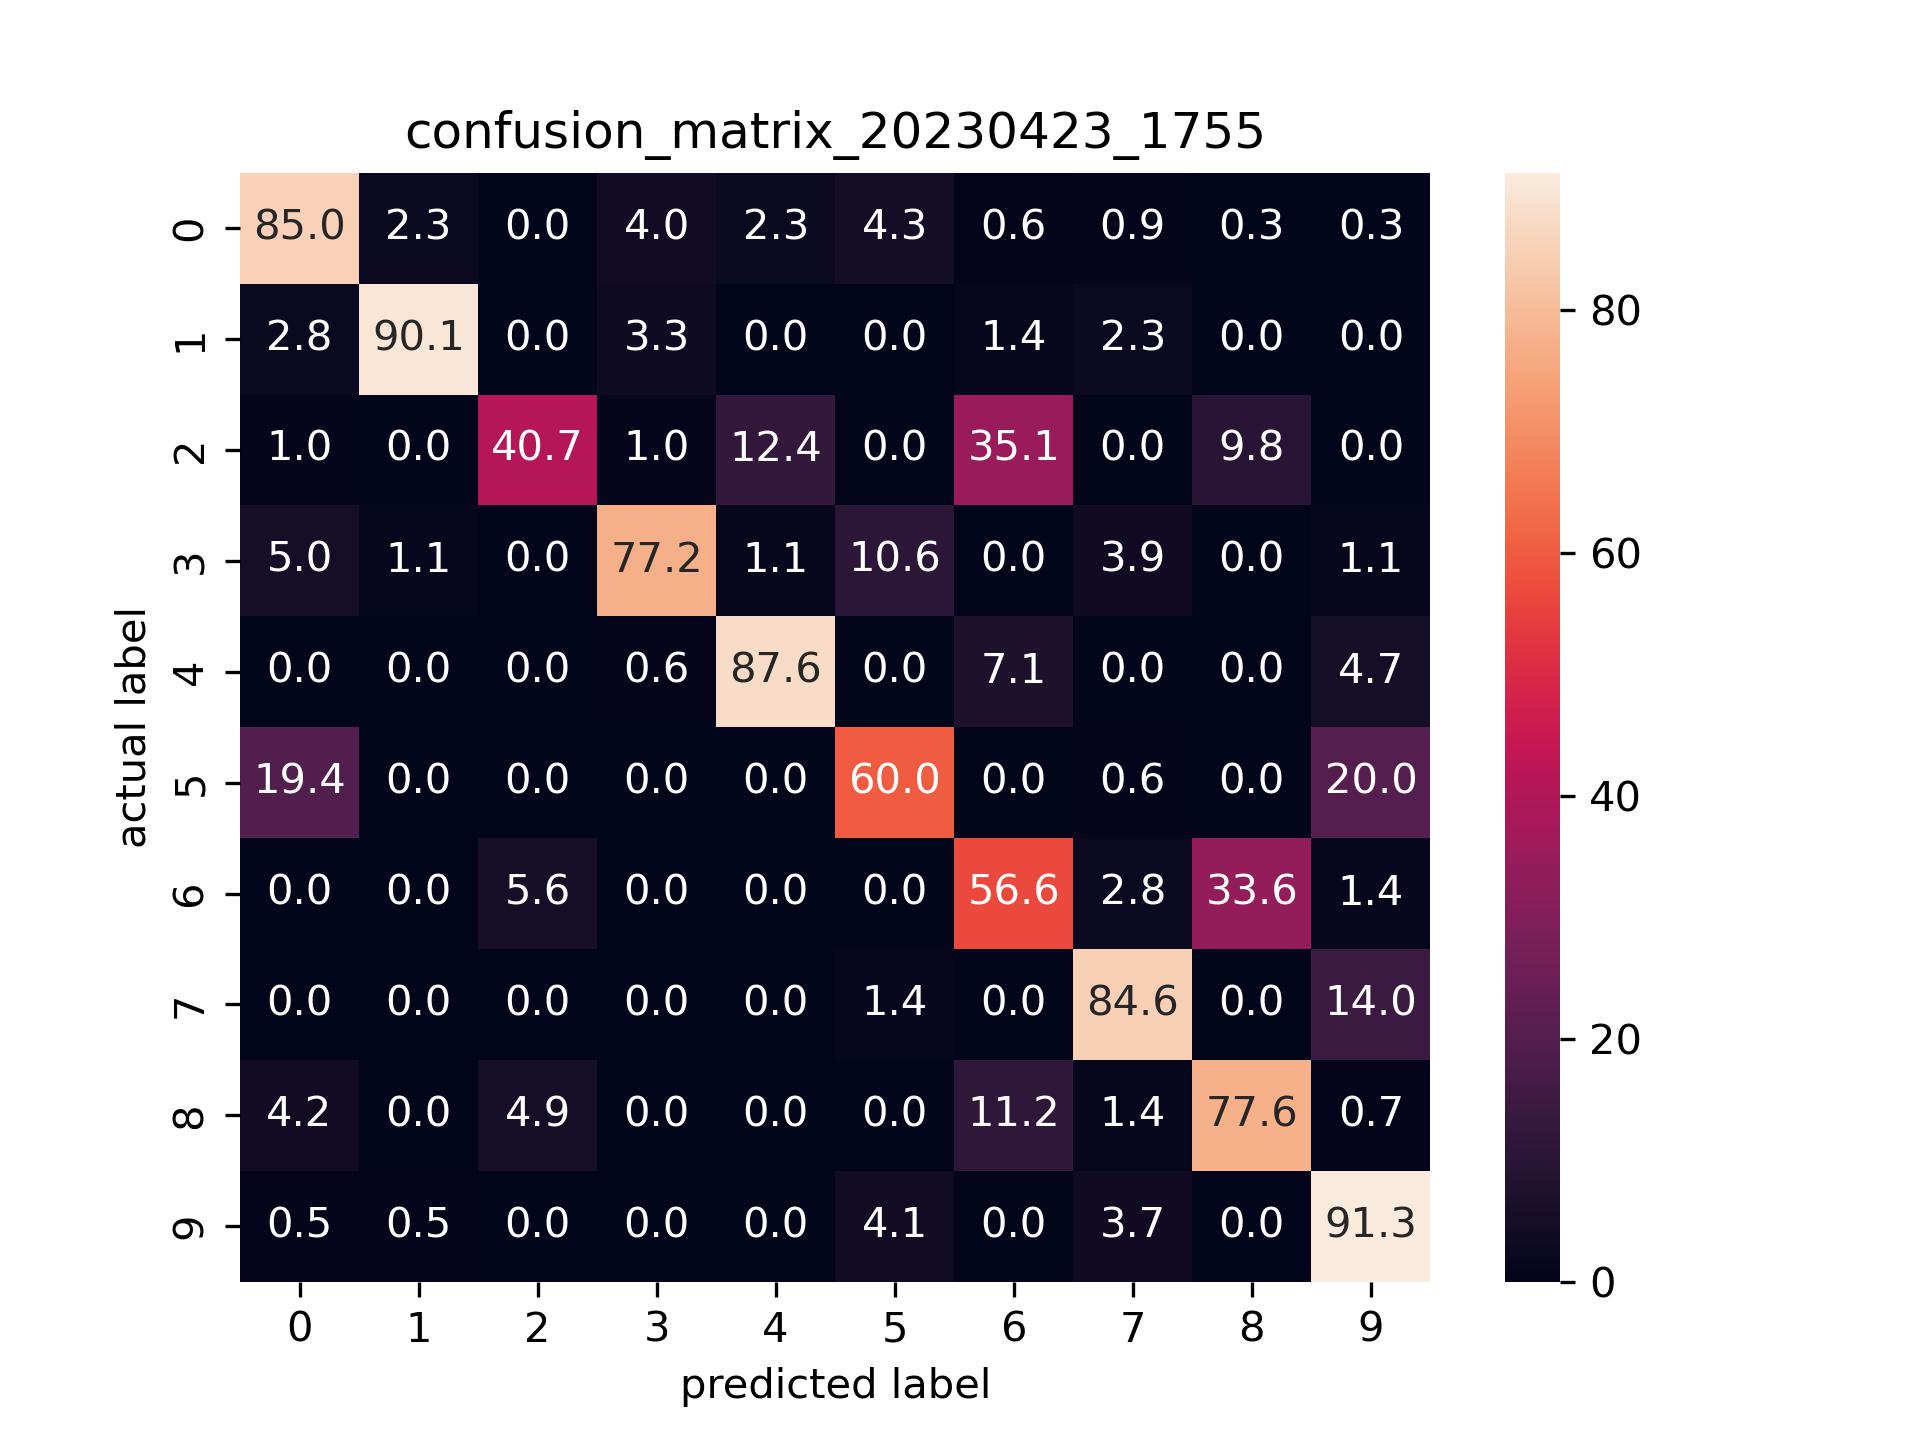 confusion_matrix_20230423_1755
0 85.0 2.3 0.0 4.0 2.3 4.3 0.6 0.9 0.3 0.3
1 2.8 90.1 0.0 3.3 0.0 0.0 1.4 2.3 0.0 0.0
2 1.0 0.0 40.7 1.0 12.4 0.0 35.1 0.0 9.8 0.0
3 5.0 1.1 0.0 77.2 1.1 10.6 0.0 3.9 0.0 1.1
4 0.0 0.0 0.0 0.6 87.6 0.0 7.1 0.0 0.0 4.7
5 19.4 0.0 0.0 0.0 0.0 60.0 0.0 0.6 0.0 20.0
6 0.0 0.0 5.6 0.0 0.0 0.0 56.6 2.8 33.6 1.4
7 0.0 0.0 0.0 0.0 0.0 1.4 0.0 84.6 0.0 14.0
8 4.2 0.0 4.9 0.0 0.0 0.0 11.2 1.4 77.6 0.7
9 0.5 0.5 0.0 0.0 0.0 4.1 0.0 3.7 0.0 91.3
0 1 2 3 4 5 6 7 8 9
predicted label
actual label
80
60
40
20
0